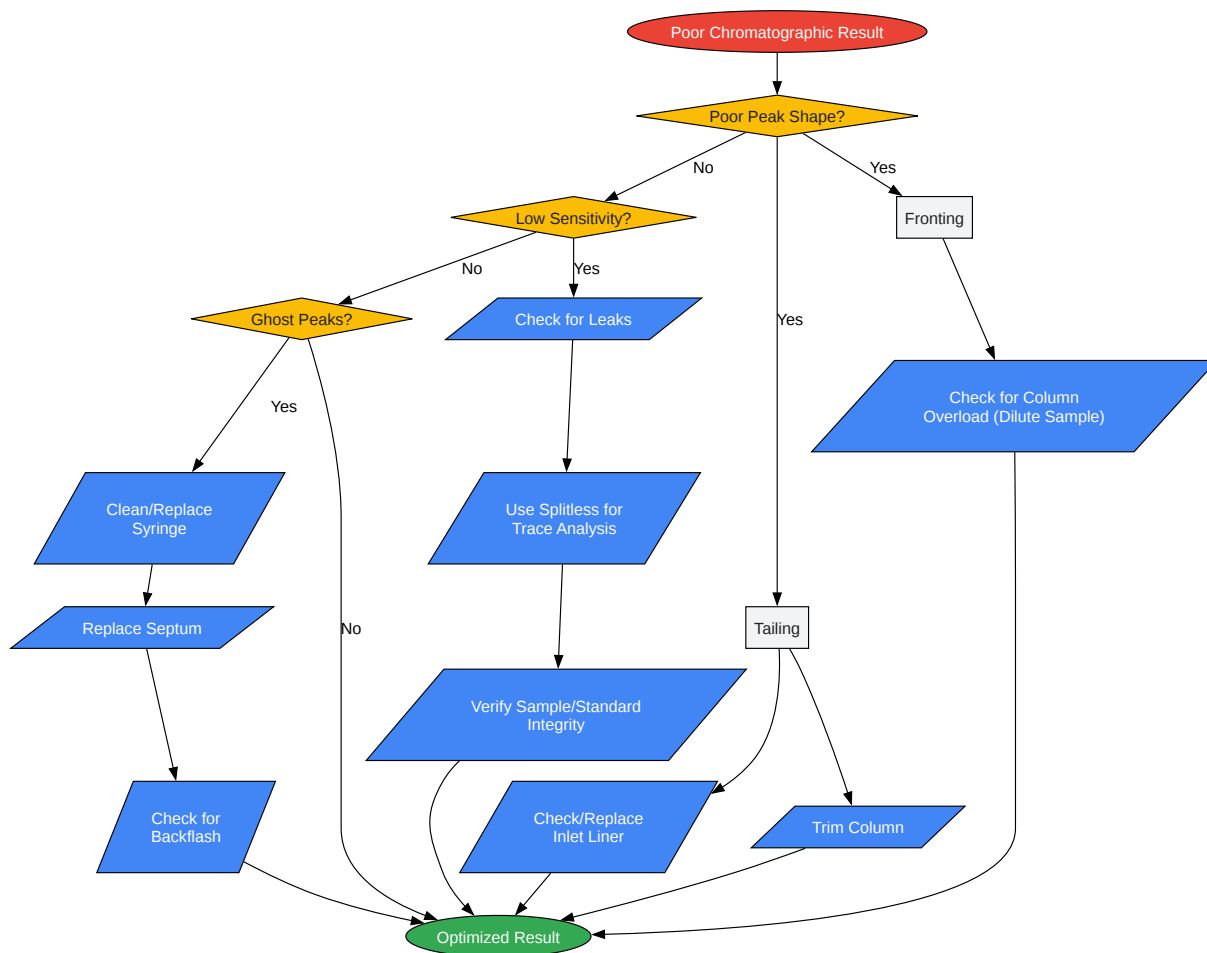 Poor Chromatographic Result
Poor Peak Shape?
No
Yes
Low Sensitivity?
Fronting
No
Yes
Ghost Peaks?
Check for Leaks
Yes
Check for Column
Overload (Dilute Sample)
Yes
Clean/Replace
Syringe
Use Splitless for
Trace Analysis
Replace Septum
No
Tailing
Verify Sample/Standard
Integrity
Check for
Backflash
Check/Replace
Inlet Liner
Trim Column
Optimized Result